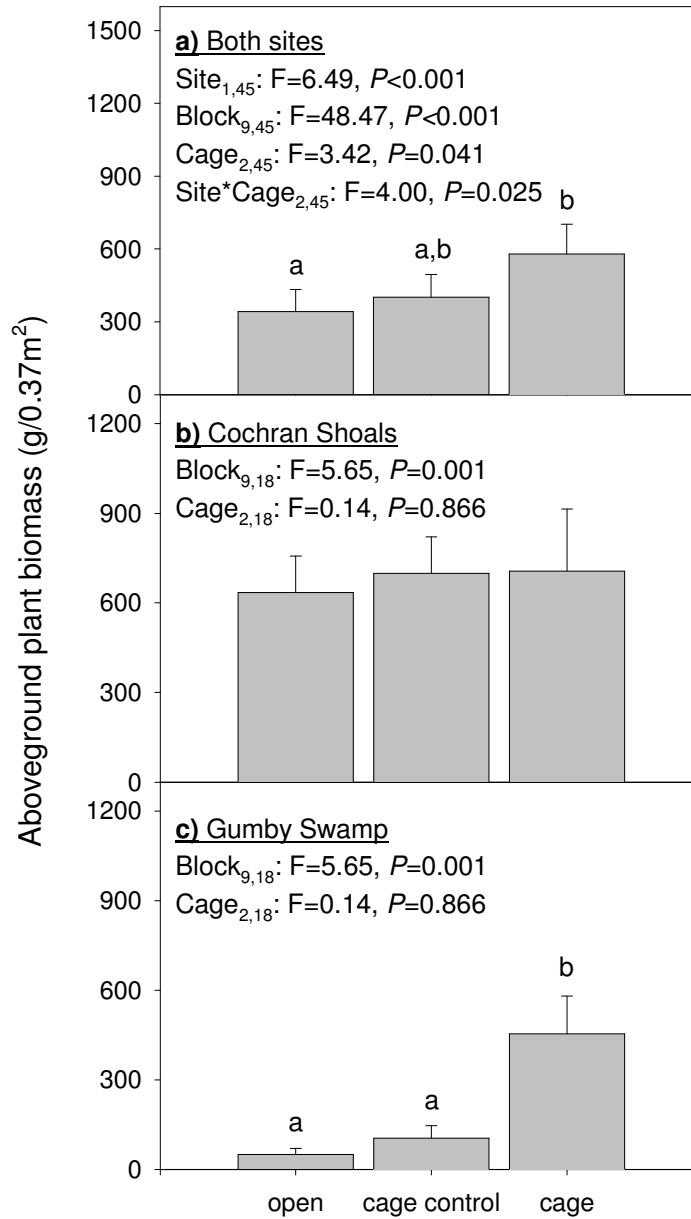 Aboveground plant biomass (g/0.37m²)
1500
1200
900
600
300
0
a) Both sites
Site₁,₄₅: F=6.49, P<0.001
Block₉,₄₅: F=48.47, P<0.001
Cage₂,₄₅: F=3.42, P=0.041
Site*Cage₂,₄₅: F=4.00, P=0.025
a
a,b
b
1200
900
600
300
0
b) Cochran Shoals
Block₉,₁₈: F=5.65, P=0.001
Cage₂,₁₈: F=0.14, P=0.866
1200
900
600
300
0
c) Gumby Swamp
Block₉,₁₈: F=5.65, P=0.001
Cage₂,₁₈: F=0.14, P=0.866
a
a
b
open cage control cage